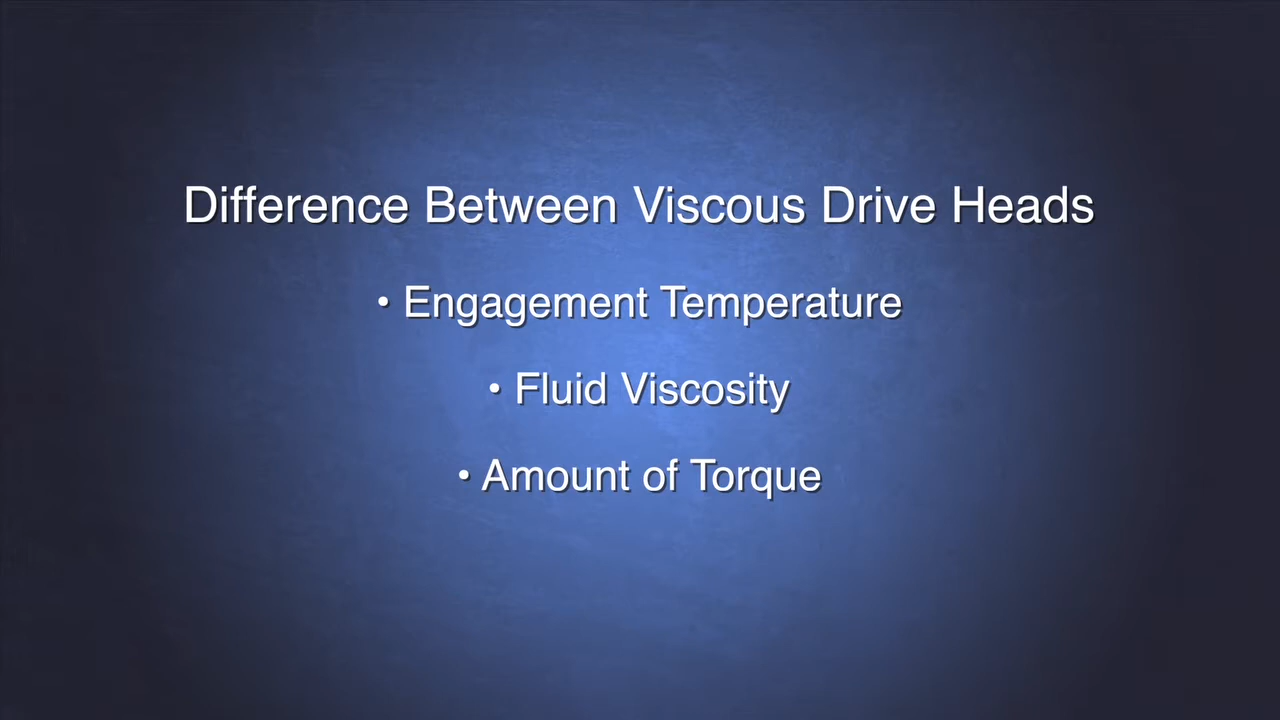 Difference Between Viscous Drive Heads
• Engagement Temperature
• Fluid Viscosity
• Amount of Torque